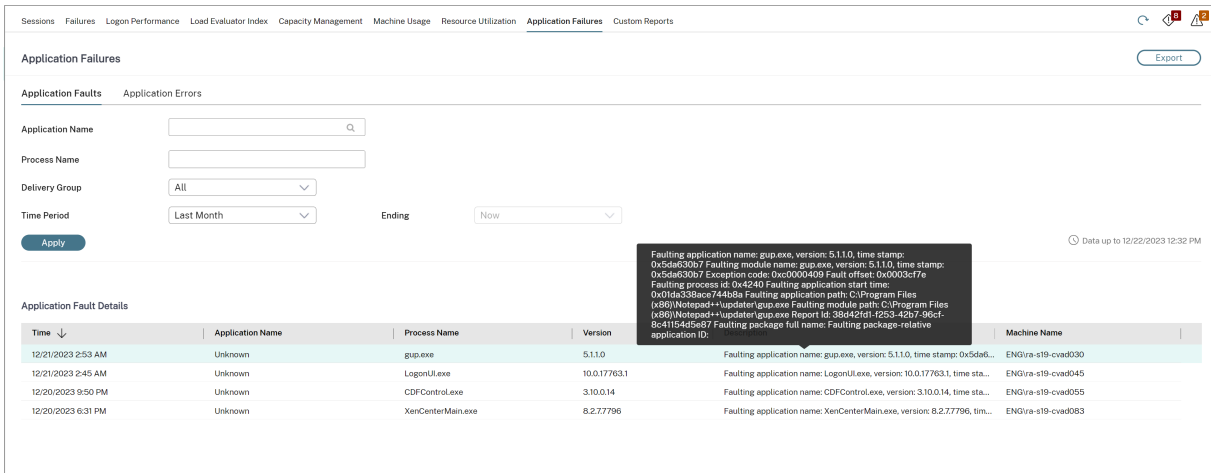 Sessions Failures Logon Performance Load Evaluator Index Capacity Management Machine Usage Resource Utilization Application Failures Custom Reports 8 2
Application Failures Export
Application Faults Application Errors
Application Name
Process Name
Delivery Group All
Time Period Last Month Ending Now
Apply Data up to 12/22/2023 12:32 PM
Faulting application name: gup.exe, version: 5.1.1.0, time stamp:
0x5da630b7 Faulting module name: gup.exe, version: 5.1.1.0, time stamp:
0x5da630b7 Exception code: 0xc0000409 Fault offset: 0x0003cf7e
Faulting process id: 0x4240 Faulting application start time:
0x01da338ace744b8a Faulting application path: C:\Program Files
(x86)\Notepad++\updater\gup.exe Faulting module path: C:\Program Files
(x86)\Notepad++\updater\gup.exe Report Id: 38d42fd1-f253-42b7-96cf-
8c41154d5e87 Faulting package full name: Faulting package-relative
application ID:
Application Fault Details
Time Application Name Process Name Version Machine Name
12/21/2023 2:53 AM Unknown gup.exe 5.1.1.0 Faulting application name: gup.exe, version: 5.1.1.0, time stamp: 0x5da6... ENG\ra-s19-cvad030
12/21/2023 2:45 AM Unknown LogonUI.exe 10.0.17763.1 Faulting application name: LogonUI.exe, version: 10.0.17763.1, time sta... ENG\ra-s19-cvad045
12/20/2023 9:50 PM Unknown CDFControl.exe 3.10.0.14 Faulting application name: CDFControl.exe, version: 3.10.0.14, time sta... ENG\ra-s19-cvad055
12/20/2023 6:31 PM Unknown XenCenterMain.exe 8.2.7.7796 Faulting application name: XenCenterMain.exe, version: 8.2.7.7796, tim... ENG\ra-s19-cvad083